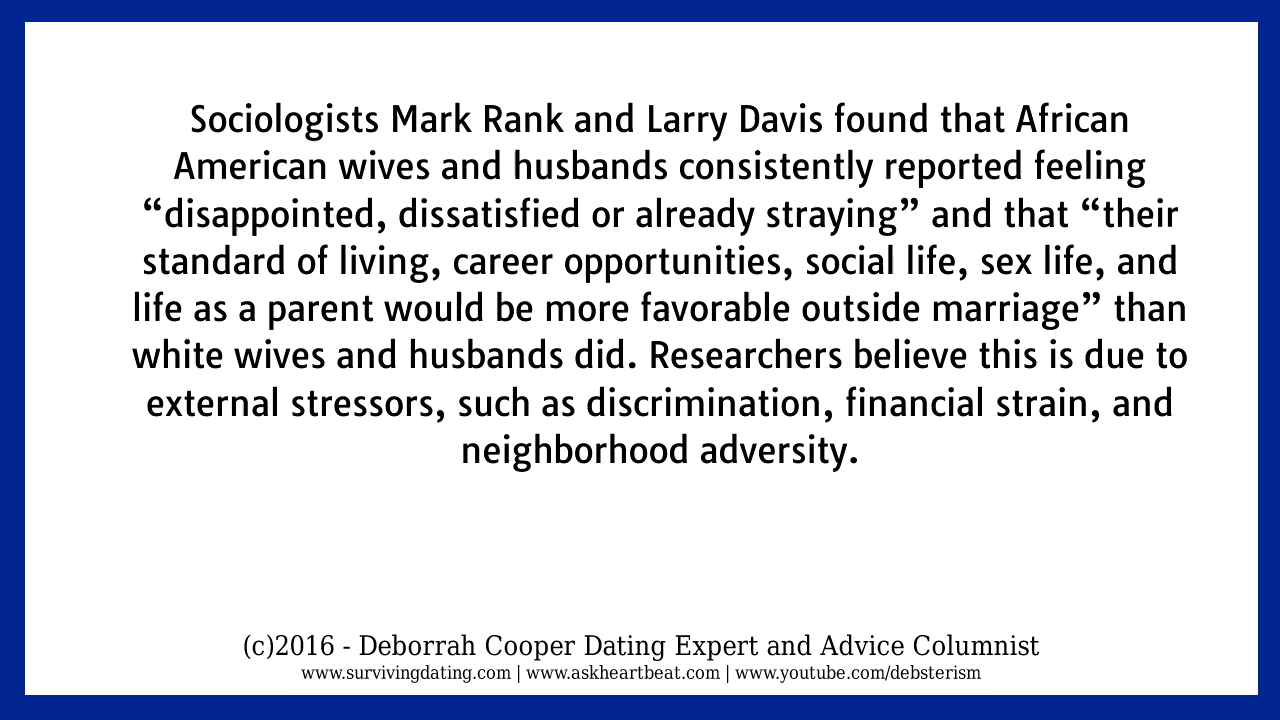 Sociologists Mark Rank and Larry Davis found that African
American wives and husbands consistently reported feeling
“disappointed, dissatisfied or already straying” and that “their
standard of living, career opportunities, social life, sex life, and
life as a parent would be more favorable outside marriage” than
white wives and husbands did. Researchers believe this is due to
external stressors, such as discrimination, financial strain, and
neighborhood adversity.
(c)2016 - Deborrah Cooper Dating Expert and Advice Columnist
www.survivingdating.com | www.askheartbeat.com | www.youtube.com/debsterism